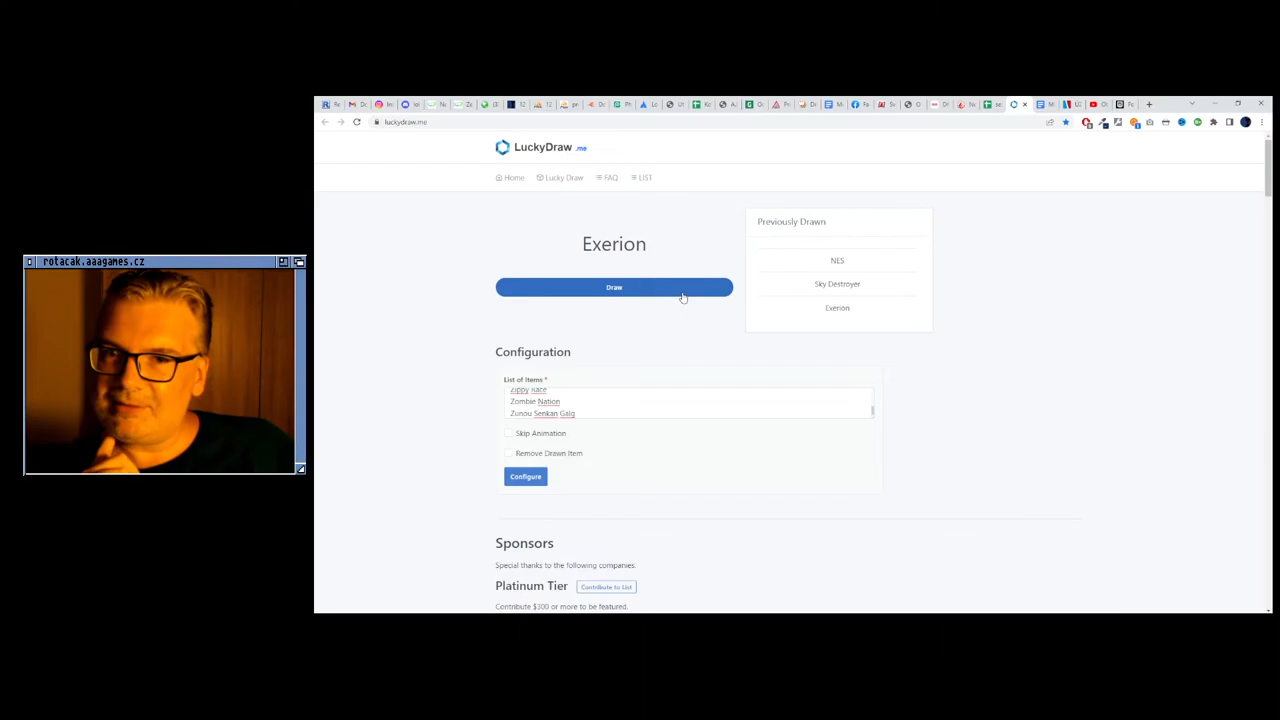 luckydraw.me
LuckyDraw .me
Home
Lucky Draw
FAQ
LIST
Previously Drawn
Exerion
NES
Draw
Sky Destroyer
Exerion
Configuration
List of Items *
Zippy Race
Zombie Nation
Zunou Senkan Galg
Skip Animation
Remove Drawn Item
Configure
Sponsors
Special thanks to the following companies.
Platinum Tier
Contribute to List
Contribute $300 or more to be featured.
rotacak.aaagames.cz